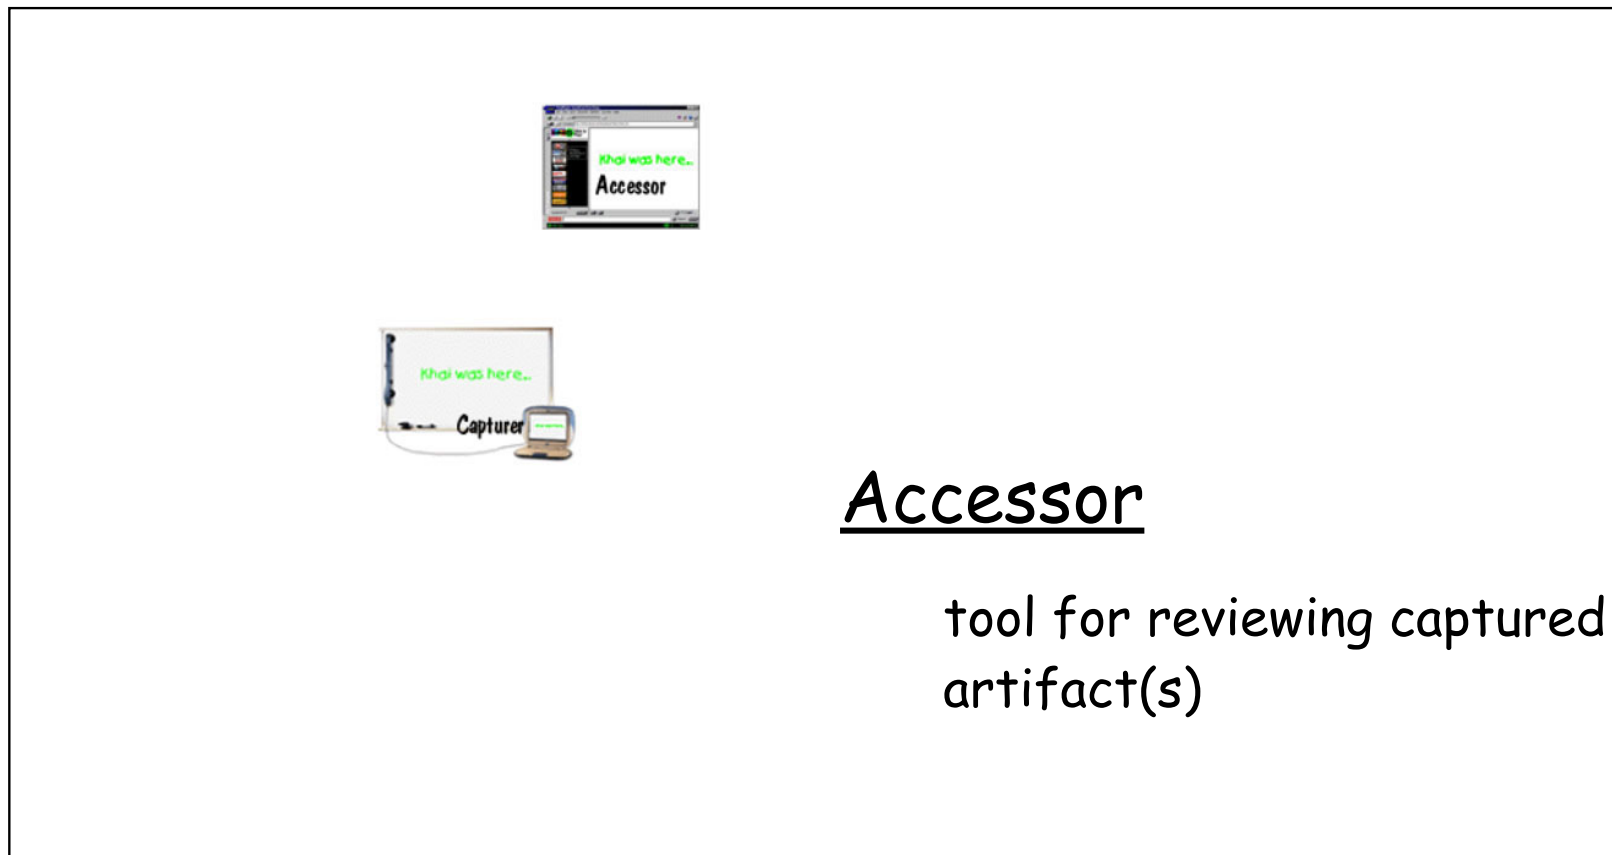 Khai was here...
Accessor
Khai was here...
Capturer
Accessor
tool for reviewing captured
artifact(s)